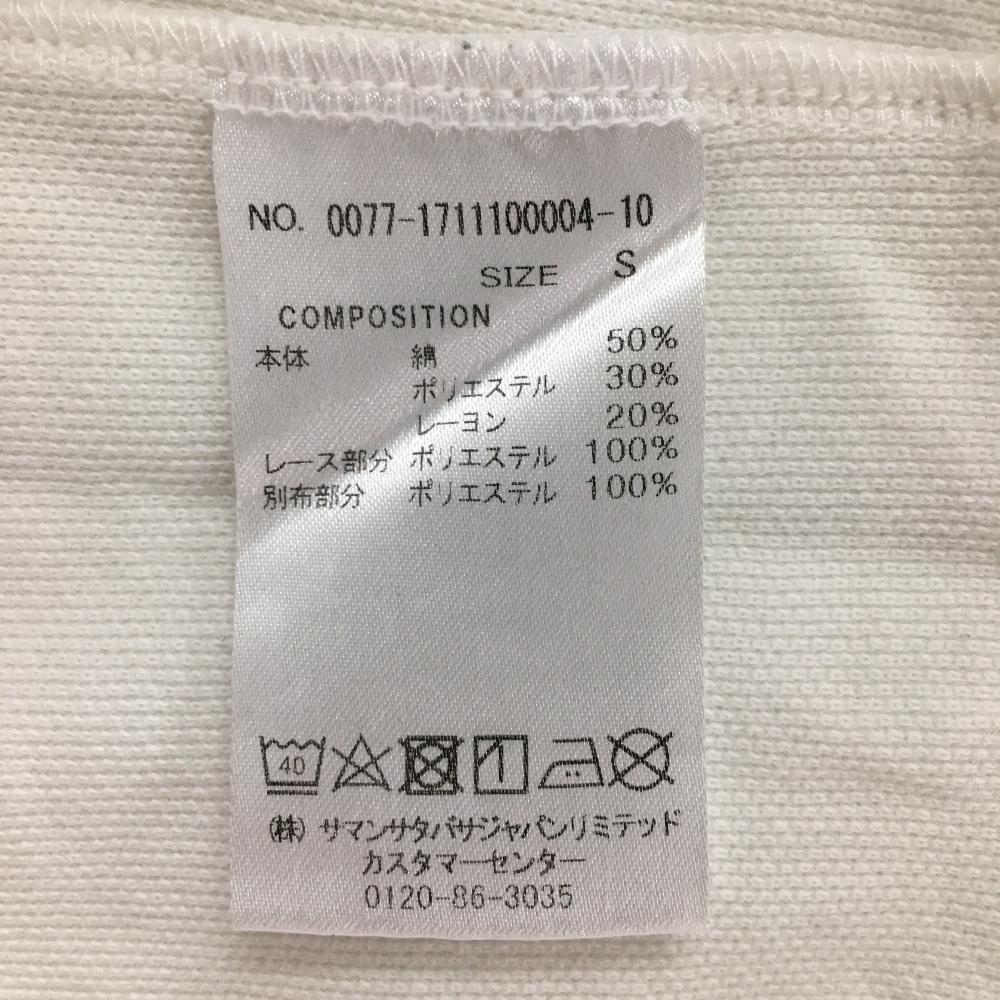 NO. 0077-1711100004-10
SIZE S
COMPOSITION
本体 綿 50%
ポリエステル 30%
レーヨン 20%
レース部分 ポリエステル 100%
別布部分 ポリエステル 100%
40
(株) サマンサタバサジャパンリミテッド
カスタマーセンター
0120-86-3035